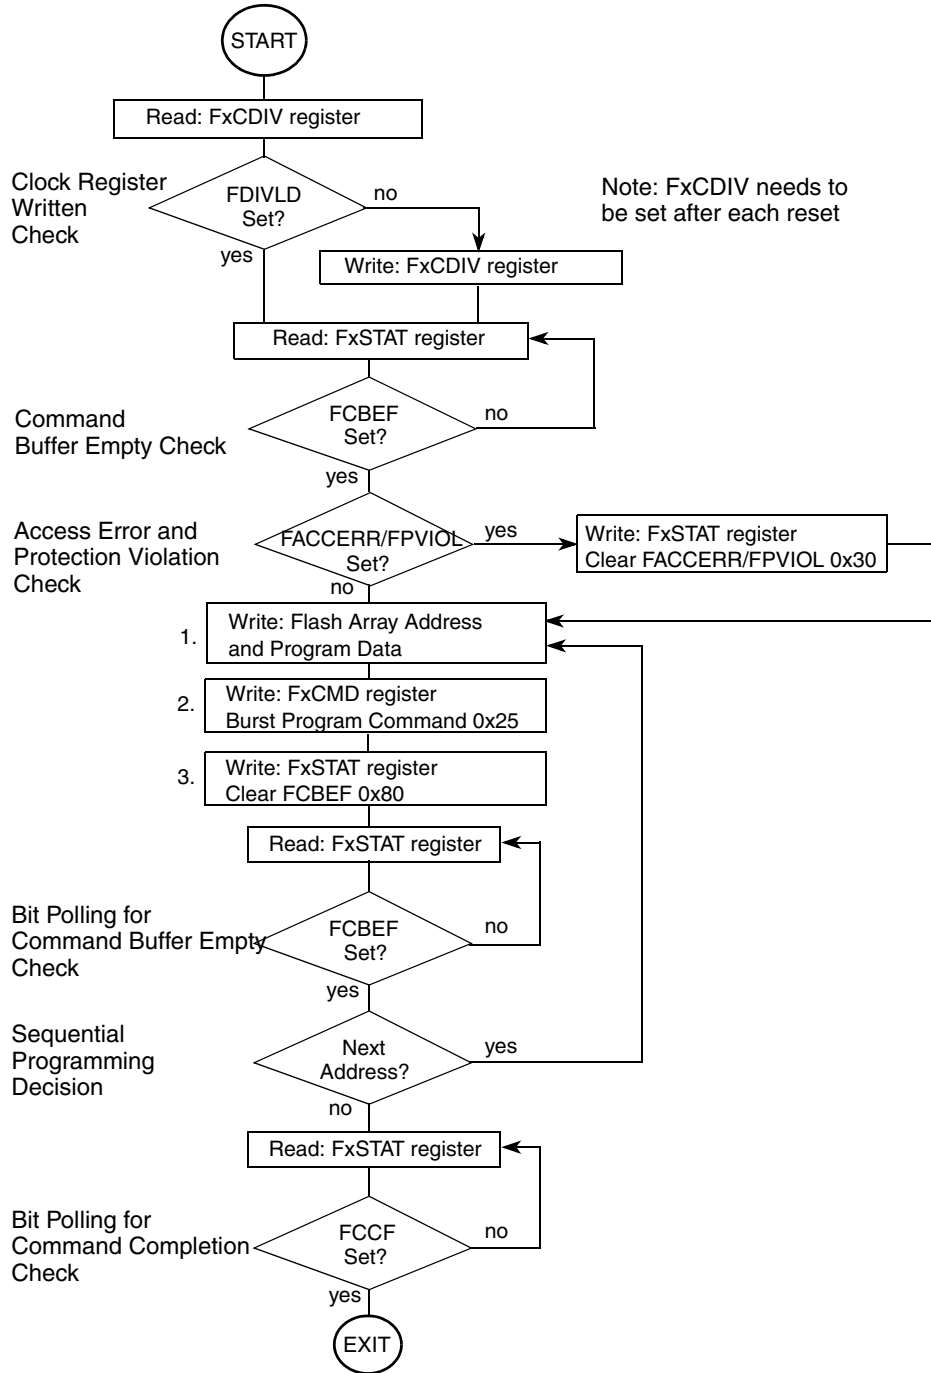 START
Read: FxCDIV register
Clock Register
Written
Check
FDIVLD
Set?
no
yes
Note: FxCDIV needs to
be set after each reset
Write: FxCDIV register
Read: FxSTAT register
Command
Buffer Empty Check
FCBEF
Set?
no
yes
Access Error and
Protection Violation
Check
FACCERR/FPVIOL
Set?
yes
no
Write: FxSTAT register
Clear FACCERR/FPVIOL 0x30
1.
Write: Flash Array Address
and Program Data
2.
Write: FxCMD register
Burst Program Command 0x25
3.
Write: FxSTAT register
Clear FCBEF 0x80
Read: FxSTAT register
Bit Polling for
Command Buffer Empty
Check
FCBEF
Set?
no
yes
Sequential
Programming
Decision
Next
Address?
yes
no
Read: FxSTAT register
Bit Polling for
Command Completion
Check
FCCF
Set?
no
yes
EXIT